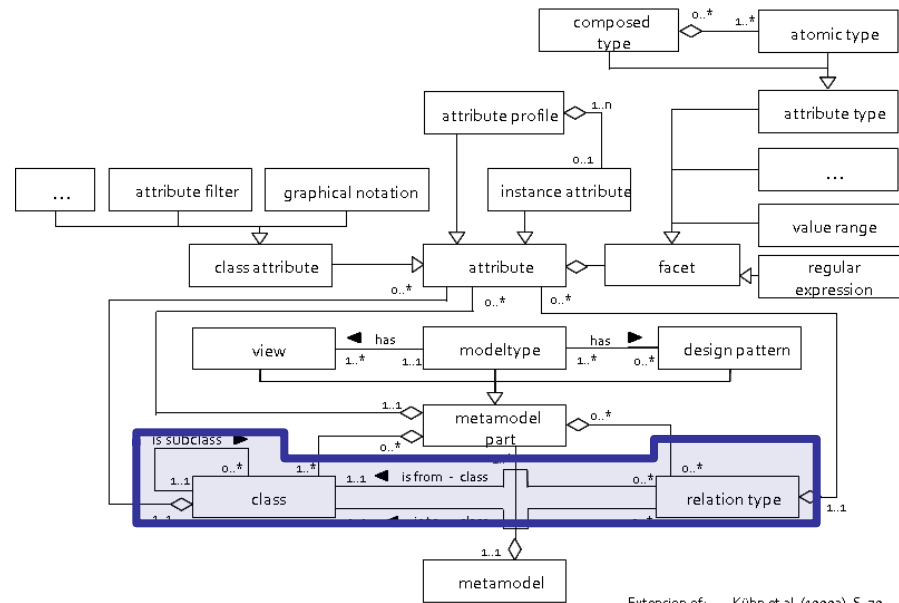 0..*
1..*
composed
type
atomic type
attribute profile
1..n
attribute type
0..1
...
attribute filter
graphical notation
instance attribute
...
value range
class attribute
attribute
facet
regular
expression
0..*
0..*
0..*
view
◄ has
modeltype
has ►
design pattern
1..*
1..1
1..*
0..*
1..1
metamodel
part
0..*
is subclass ►
0..*
0..*
1..*
◄ is from - class
0..*
1..1
1..1
0..*
class
relation type
1..1
1..1
metamodel
Extension of: